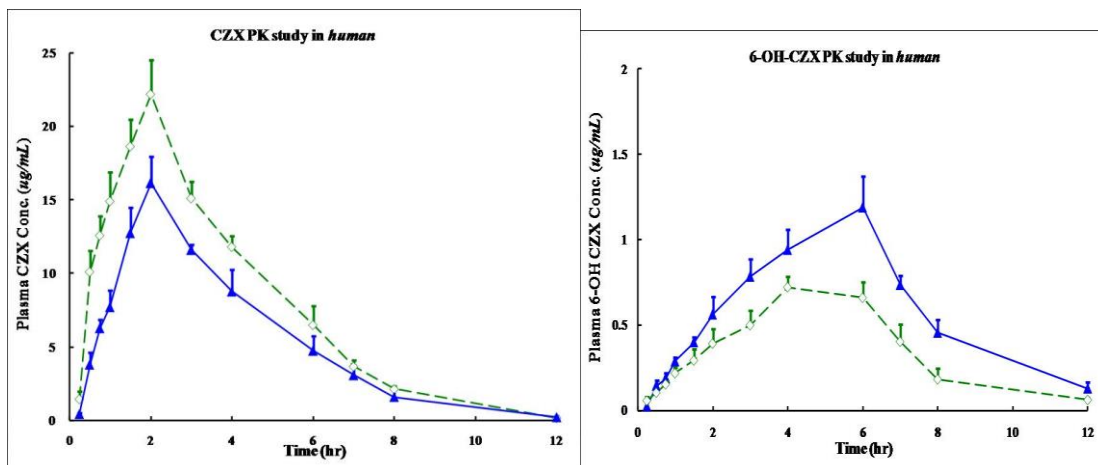 CZX PK study in human
Plasma CZX Conc. (ug/mL)
25
20
15
10
5
0
0 2 4 6 8 10 12
Time (hr)
6-OH-CZX PK study in human
Plasma 6-OH CZX Conc. (ug/mL)
2
1.5
1
0.5
0
0 2 4 6 8 10 12
Time (hr)